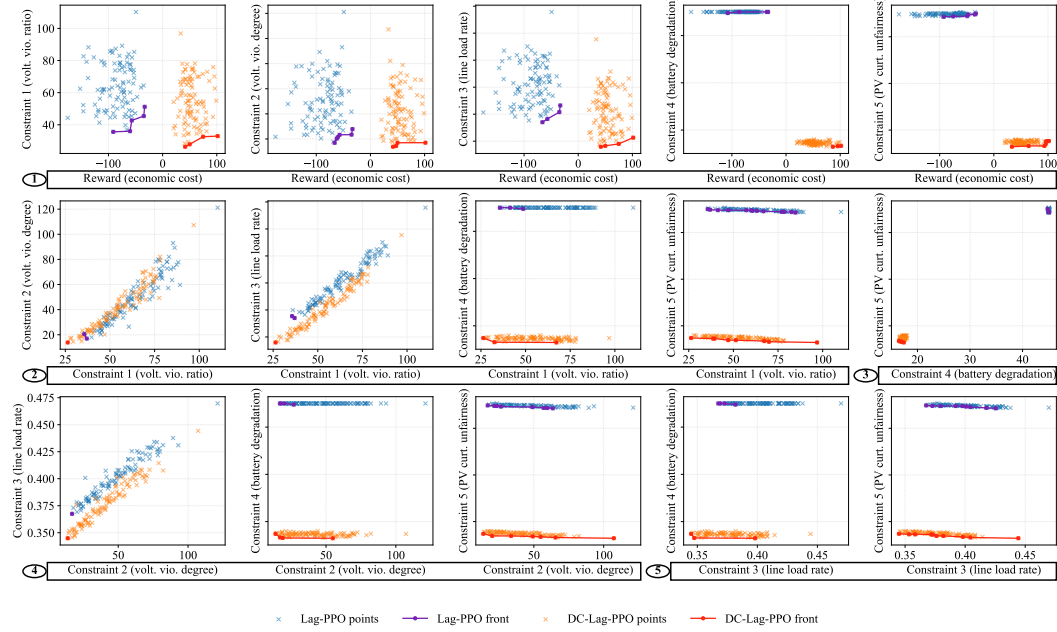 Constraint 1 (volt. vio. ratio)
100
80
60
40
−100
0
100
Constraint 2 (volt. vio. degree)
−100
0
100
Constraint 3 (line load rate)
−100
0
100
Constraint 4 (battery degradation)
−100
0
100
Constraint 5 (PV curt. unfairness)
−100
0
100
1
Reward (economic cost)
Reward (economic cost)
Reward (economic cost)
Reward (economic cost)
Reward (economic cost)
Constraint 2 (volt. vio. degree)
120
100
80
60
40
20
25
50
75
100
Constraint 3 (line load rate)
25
50
75
100
Constraint 4 (battery degradation)
25
50
75
100
Constraint 5 (PV curt. unfairness)
25
50
75
100
Constraint 5 (PV curt. unfairness)
20
30
40
2
Constraint 1 (volt. vio. ratio)
Constraint 1 (volt. vio. ratio)
Constraint 1 (volt. vio. ratio)
Constraint 1 (volt. vio. ratio)
3
Constraint 4 (battery degradation)
Constraint 3 (line load rate)
0.475
0.450
0.425
0.400
0.375
0.350
50
100
Constraint 4 (battery degradation)
50
100
Constraint 5 (PV curt. unfairness)
50
100
Constraint 4 (battery degradation)
0.35
0.40
0.45
Constraint 5 (PV curt. unfairness)
0.35
0.40
0.45
4
Constraint 2 (volt. vio. degree)
Constraint 2 (volt. vio. degree)
Constraint 2 (volt. vio. degree)
5
Constraint 3 (line load rate)
Constraint 3 (line load rate)
Lag-PPO points
Lag-PPO front
DC-Lag-PPO points
DC-Lag-PPO front